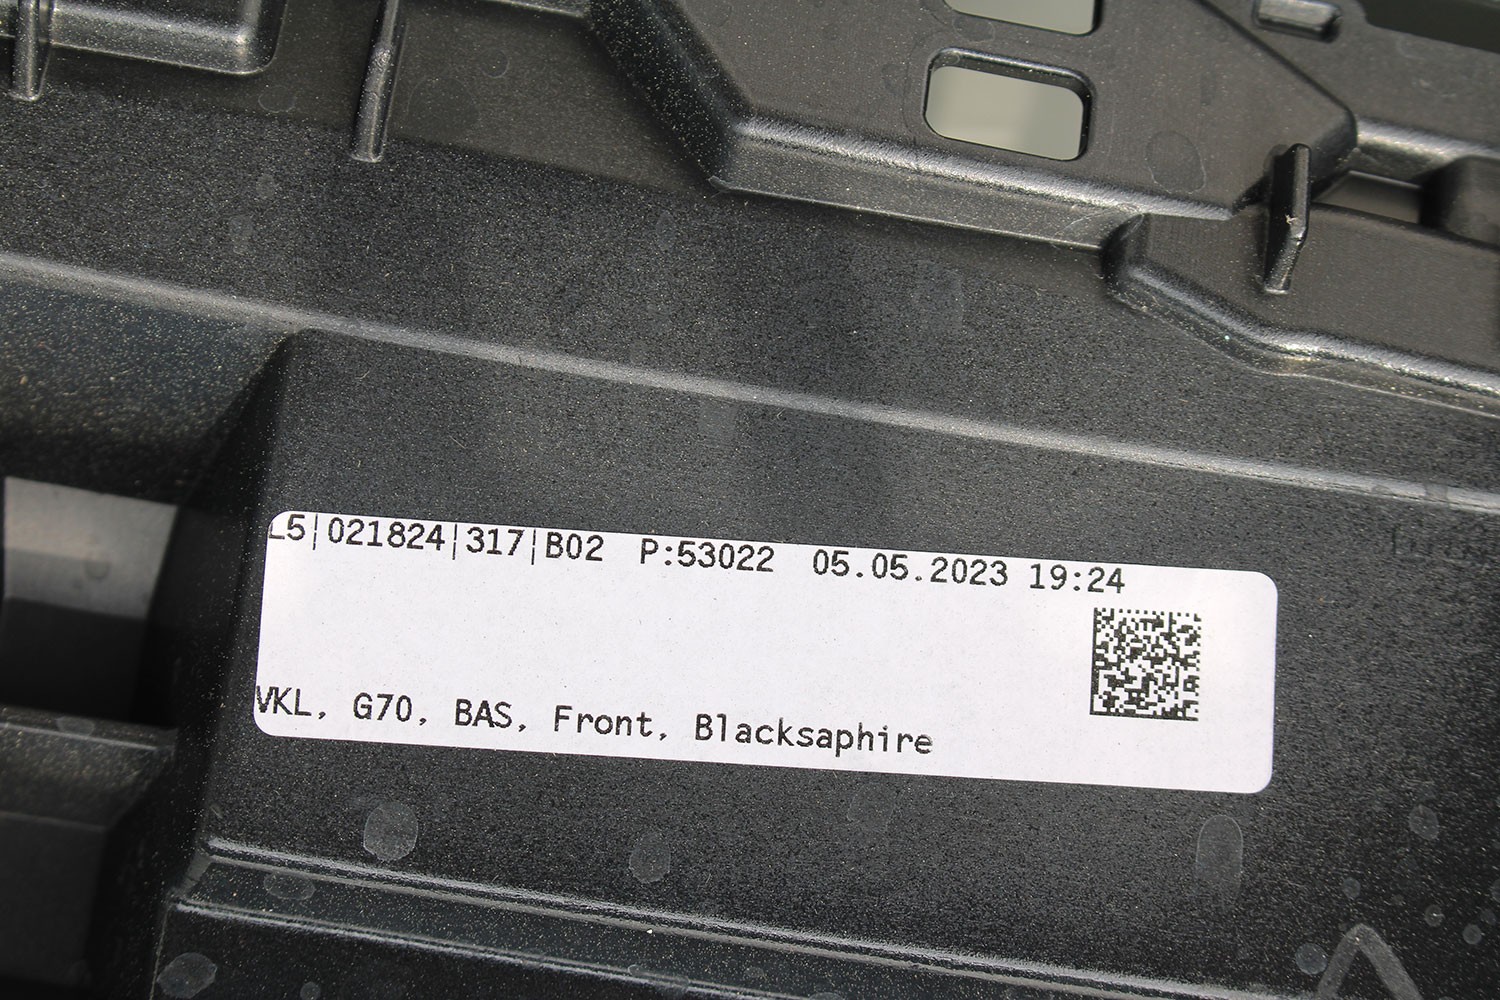 L5|021824|317|B02 P:53022 05.05.2023 19:24
VKL, G70, BAS, Front, Blacksaphire